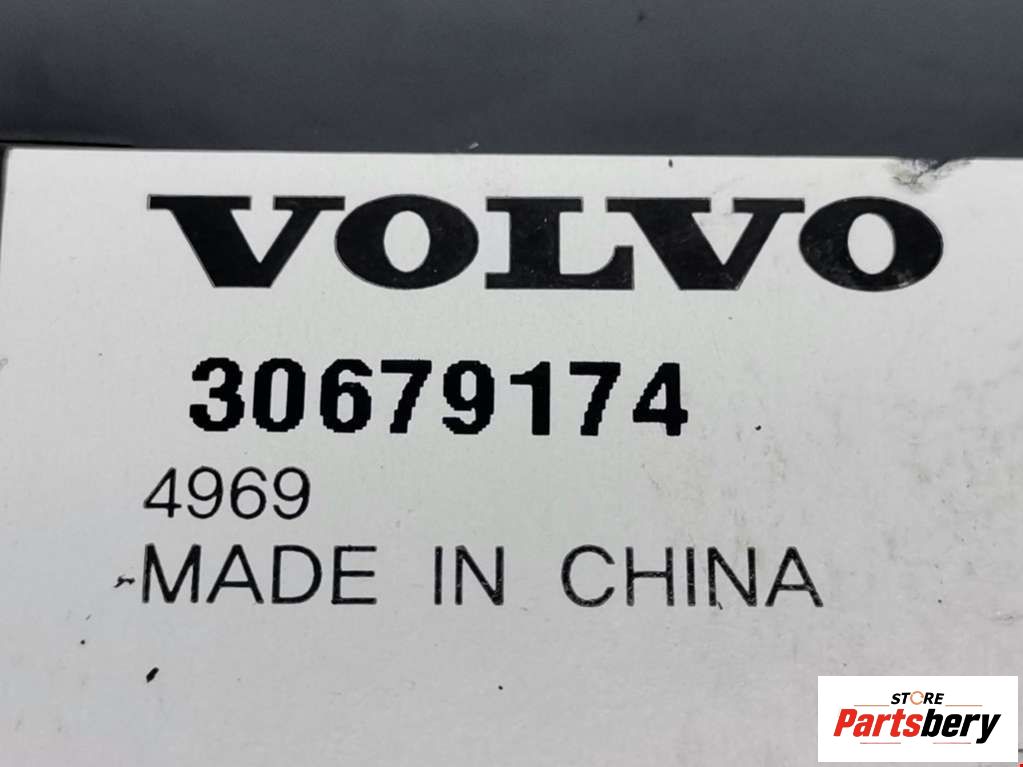 VOLVO
30679174
4969
MADE IN CHINA
STORE
Partsbery